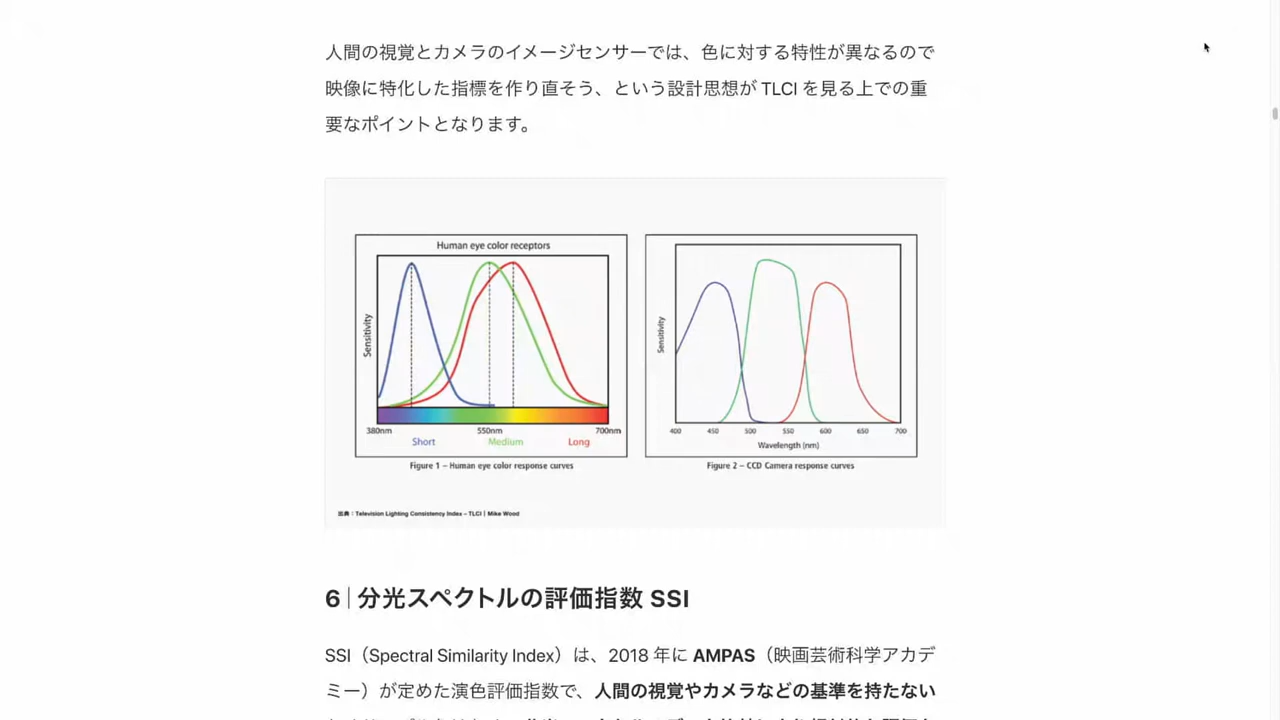 人間の視覚とカメラのイメージセンサーでは、色に対する特性が異なるので
映像に特化した指標を作り直そう、という設計思想が TLCI を見る上での重
要なポイントとなります。
Human eye color receptors
Sensitivity
380nm 550nm 700nm
Short Medium Long
Figure 1 – Human eye color response curves
Sensitivity
400 450 500 550 600 650 700
Wavelength (nm)
Figure 2 – CCD Camera response curves
出典：Television Lighting Consistency Index – TLCI | Mike Wood
6 | 分光スペクトルの評価指数 SSI
SSI（Spectral Similarity Index）は、2018 年に AMPAS（映画芸術科学アカデ
ミー）が定めた演色評価指数で、人間の視覚やカメラなどの基準を持たない